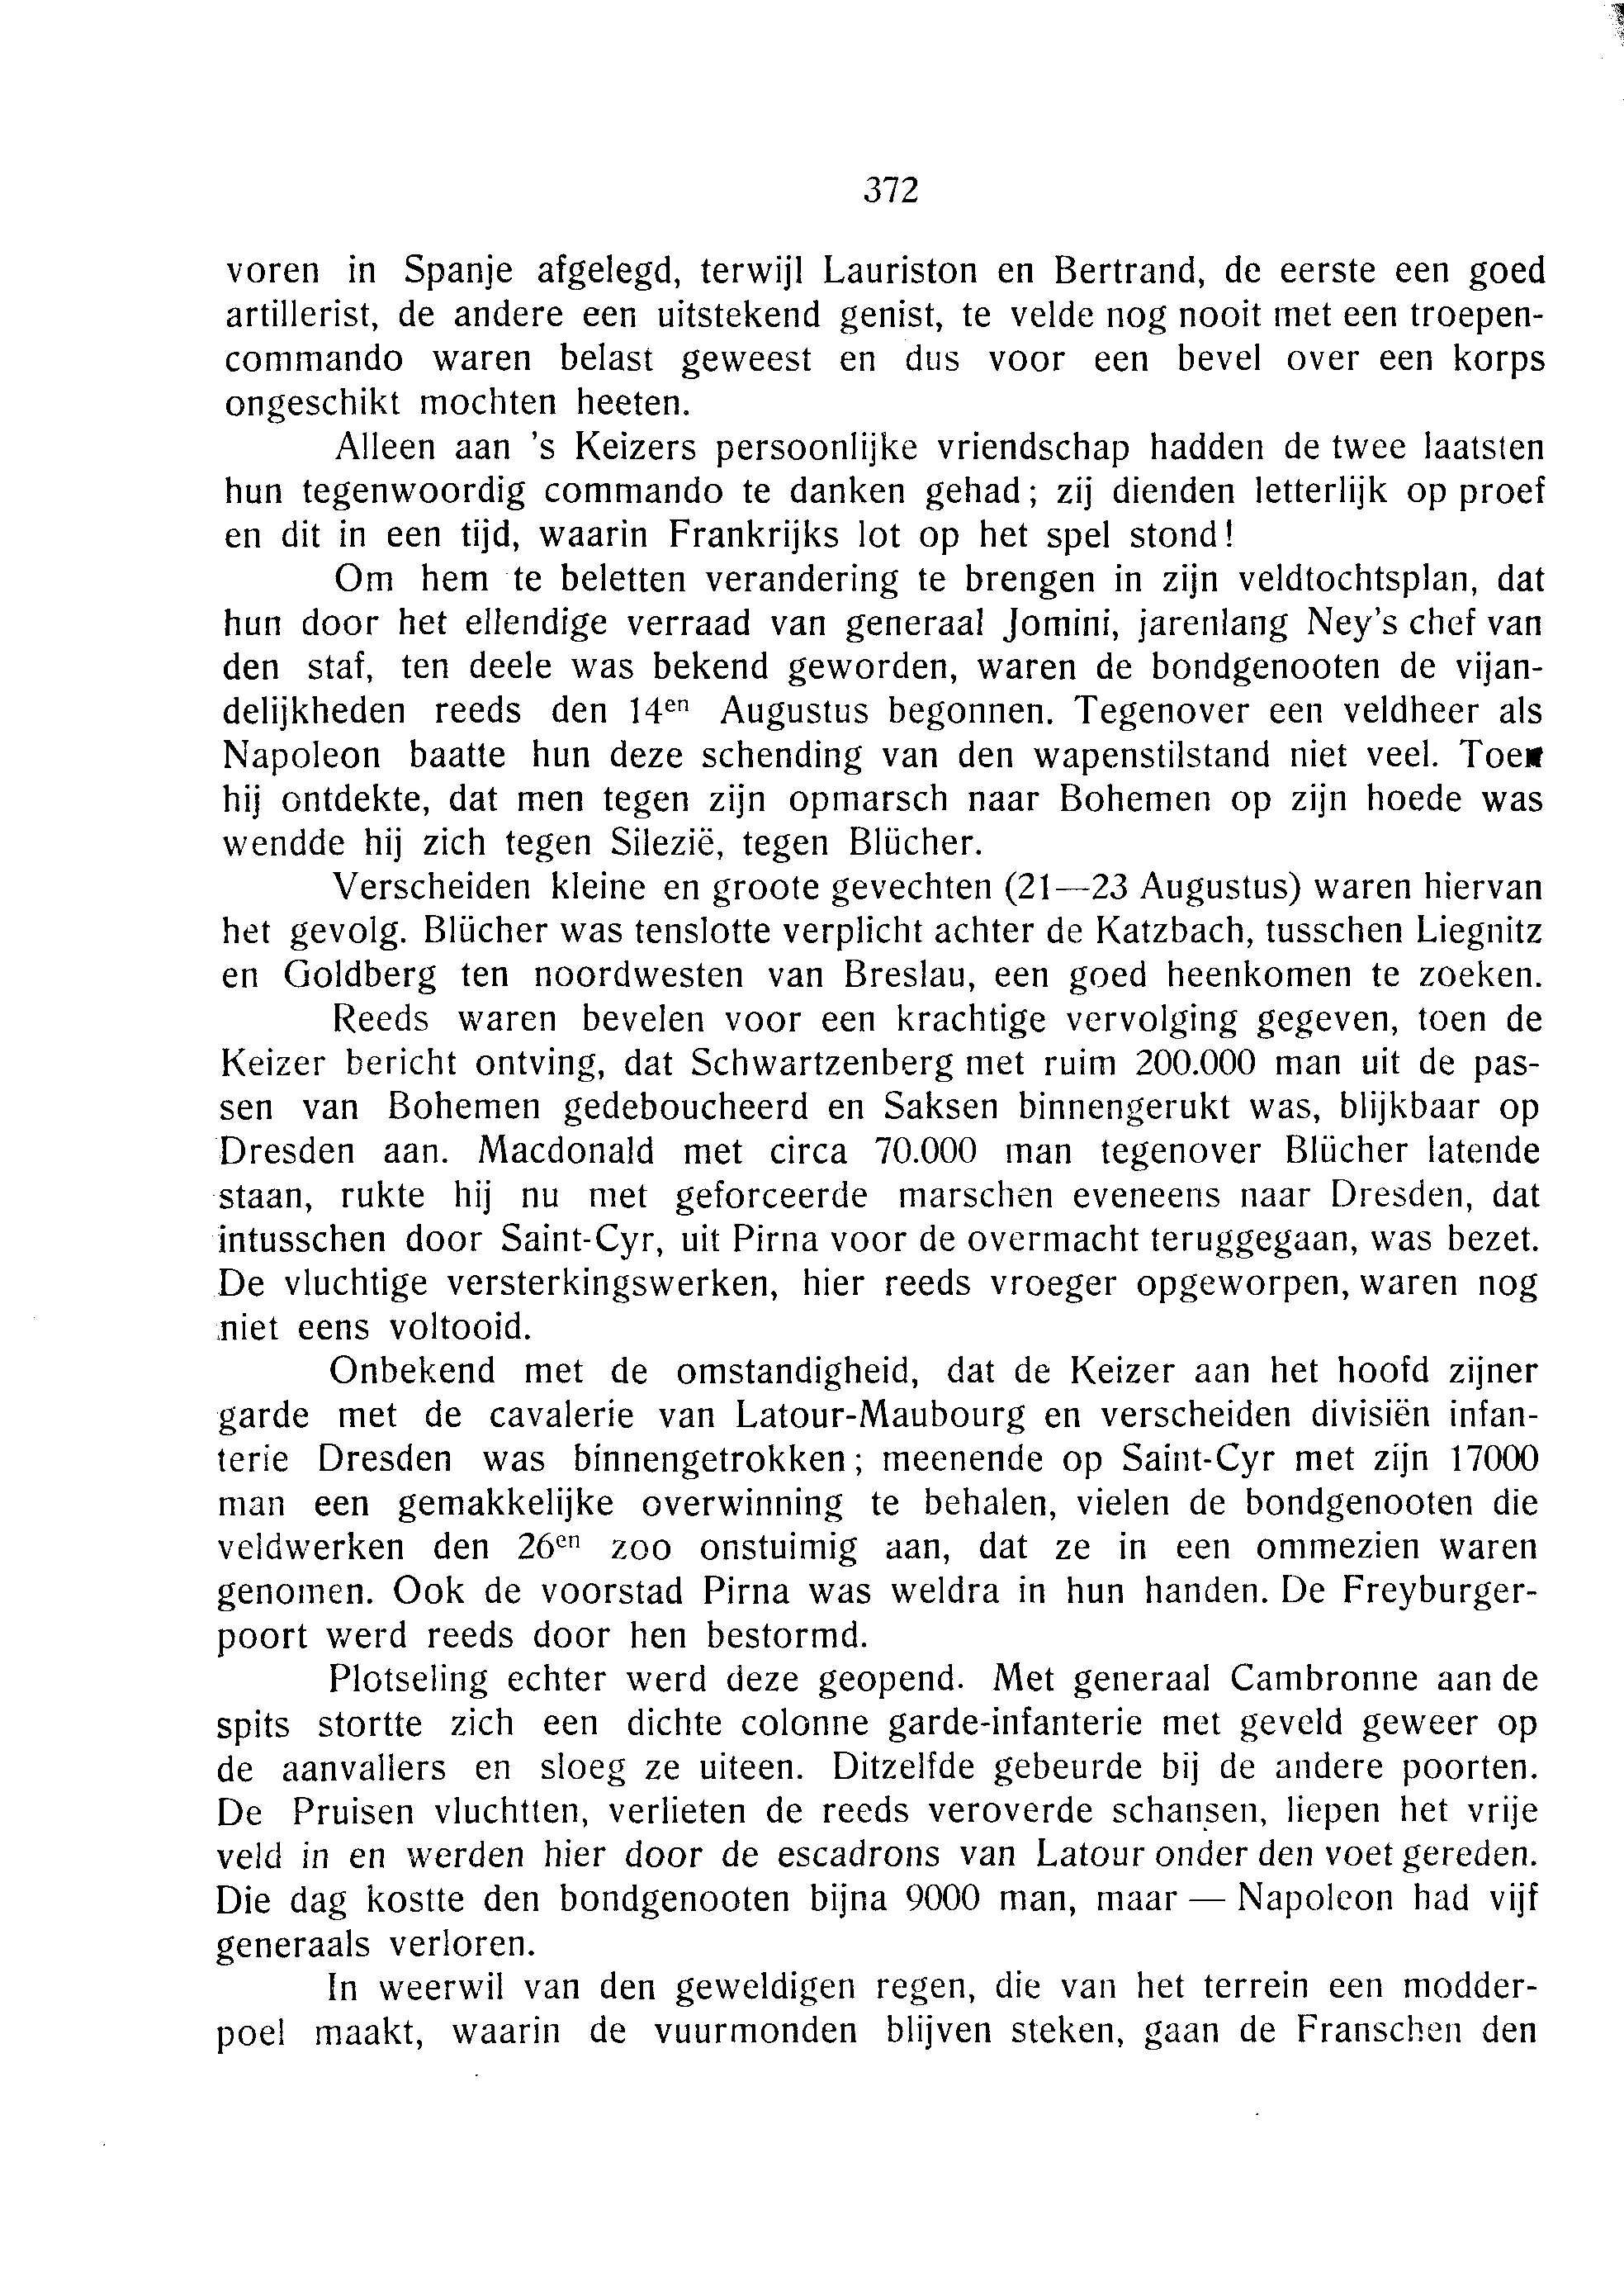 372
voren in Spanje afgelegd, terwijl Lauriston en Bertrand, de eerste een goed
artillerist, de andere een uitstekend genist, te velde nog nooit met een troepen-
commando waren belast geweest en dus voor een bevel over een korps
ongeschikt mochten heeten.
Alleen aan 's Keizers persoonlijke vriendschap hadden de twee laatsten
hun tegenwoordig commando te danken gehad; zij dienden letterlijk op proef
en dit in een tijd, waarin Frankrijks lot op het spel stond!
Om hem te beletten verandering te brengen in zijn veldtochtsplan, dat
hun door het ellendige verraad van generaal Jomini, jarenlang Ney's chef van
den staf, ten deele was bekend geworden, waren de bondgenooten de vijan-
delijkheden reeds den 14en Augustus begonnen. Tegenover een veldheer als
Napoleon baatte hun deze schending van den wapenstilstand niet veel. Toen
hij ontdekte, dat men tegen zijn opmarsch naar Bohemen op zijn hoede was
wendde hij zich tegen Silezië, tegen Blücher.
Verscheiden kleine en groote gevechten (21—23 Augustus) waren hiervan
het gevolg. Blücher was tenslotte verplicht achter de Katzbach, tusschen Liegnitz
en Goldberg ten noordwesten van Breslau, een goed heenkomen te zoeken.
Reeds waren bevelen voor een krachtige vervolging gegeven, toen de
Keizer bericht ontving, dat Schwartzenberg met ruim 200.000 man uit de pas-
sen van Bohemen gedeboucheerd en Saksen binnengerukt was, blijkbaar op
Dresden aan. Macdonald met circa 70.000 man tegenover Blücher latende
staan, rukte hij nu met geforceerde marschen eveneens naar Dresden, dat
intusschen door Saint-Cyr, uit Pirna voor de overmacht teruggegaan, was bezet.
De vluchtige versterkingswerken, hier reeds vroeger opgeworpen, waren nog
niet eens voltooid.
Onbekend met de omstandigheid, dat de Keizer aan het hoofd zijner
garde met de cavalerie van Latour-Maubourg en verscheiden divisiën infan-
terie Dresden was binnengetrokken; meenende op Saint-Cyr met zijn 17000
man een gemakkelijke overwinning te behalen, vielen de bondgenooten die
veldwerken den 26en zoo onstuimig aan, dat ze in een ommezien waren
genomen. Ook de voorstad Pirna was weldra in hun handen. De Freyburger-
poort werd reeds door hen bestormd.
Plotseling echter werd deze geopend. Met generaal Cambronne aan de
spits stortte zich een dichte colonne garde-infanterie met geveld geweer op
de aanvallers en sloeg ze uiteen. Ditzelfde gebeurde bij de andere poorten.
De Pruisen vluchtten, verlieten de reeds veroverde schansen, liepen het vrije
veld in en werden hier door de escadrons van Latour onder den voet gereden.
Die dag kostte den bondgenooten bijna 9000 man, maar — Napoleon had vijf
generaals verloren.
In weerwil van den geweldigen regen, die van het terrein een modder-
poel maakt, waarin de vuurmonden blijven steken, gaan de Franschen den